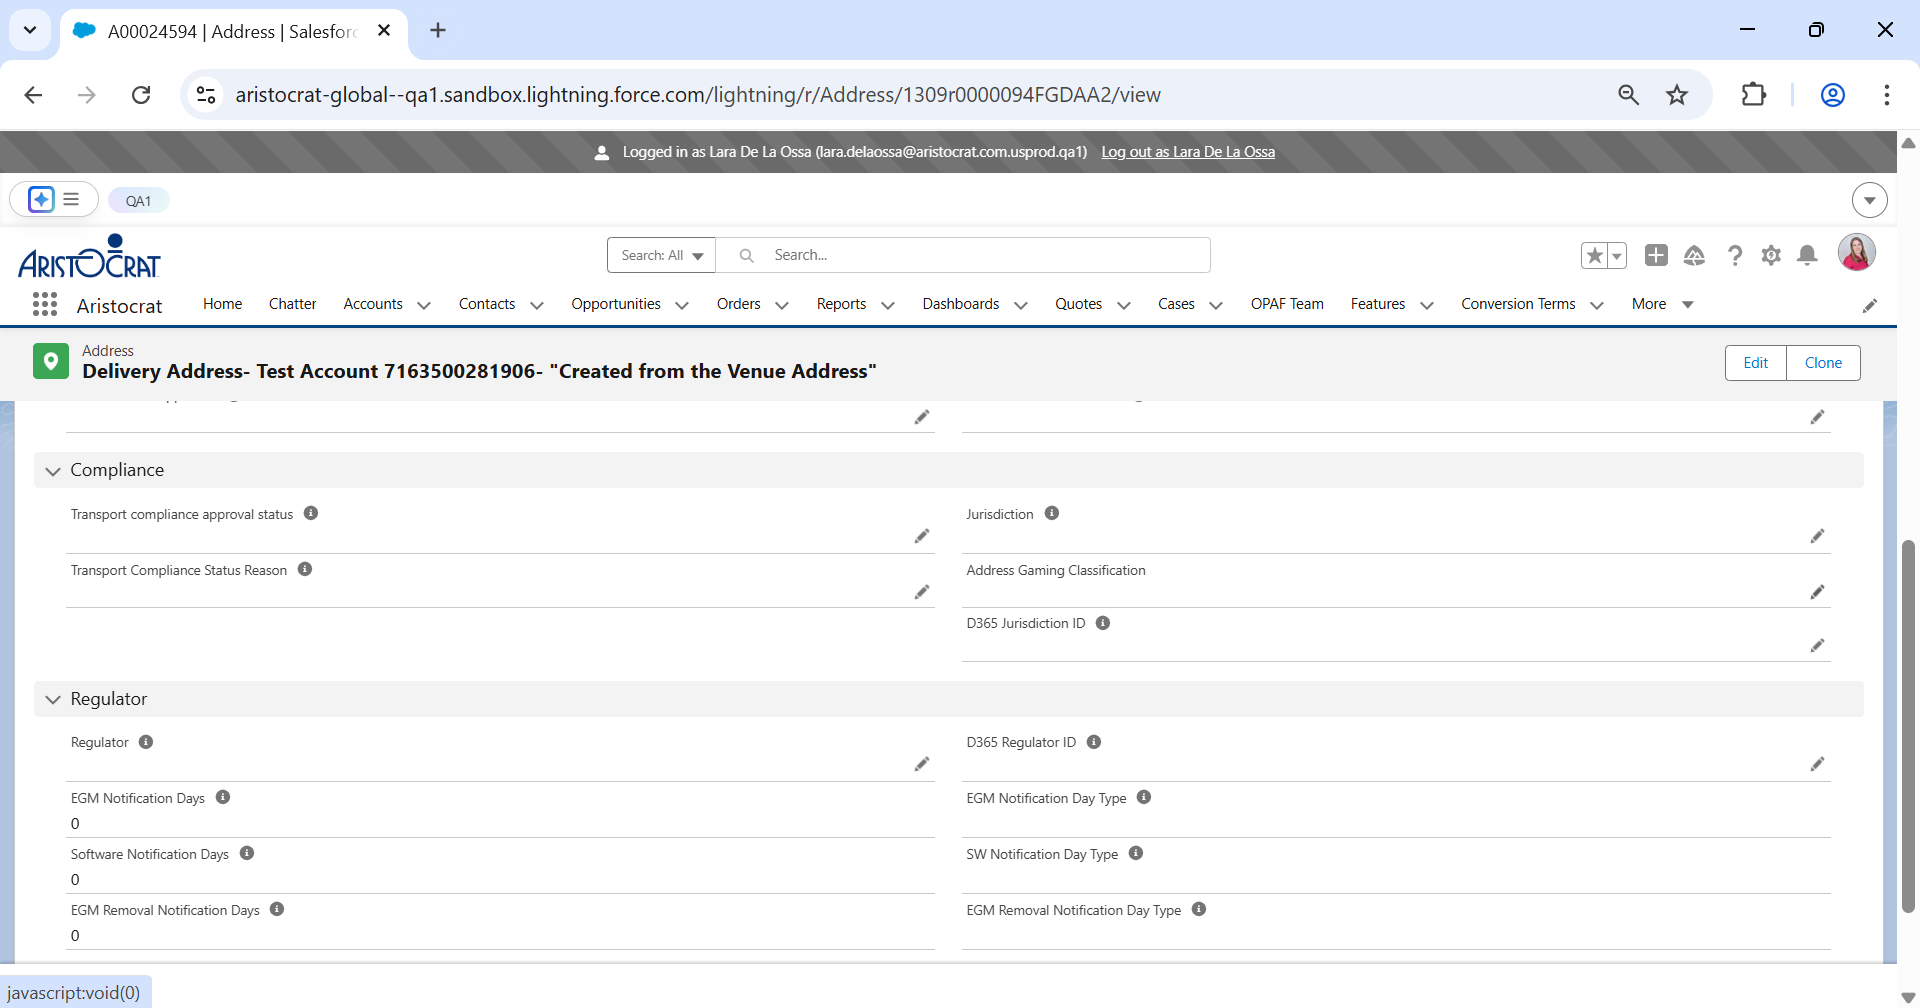 A00024594 | Address | Salesforc
aristocrat-global--qa1.sandbox.lightning.force.com/lightning/r/Address/1309r0000094FGDAA2/view
Logged in as Lara De La Ossa (lara.delaossa@aristocrat.com.usprod.qa1) Log out as Lara De La Ossa
QA1
ARISTOCRAT
Search: All Search...
Aristocrat Home Chatter Accounts Contacts Opportunities Orders Reports Dashboards Quotes Cases OPAF Team Features Conversion Terms More
Address
Delivery Address- Test Account 7163500281906- "Created from the Venue Address"
Edit Clone
Compliance
Transport compliance approval status
Jurisdiction
Transport Compliance Status Reason
Address Gaming Classification
D365 Jurisdiction ID
Regulator
Regulator
D365 Regulator ID
EGM Notification Days
0
EGM Notification Day Type
Software Notification Days
0
SW Notification Day Type
EGM Removal Notification Days
0
EGM Removal Notification Day Type
javascript:void(0)